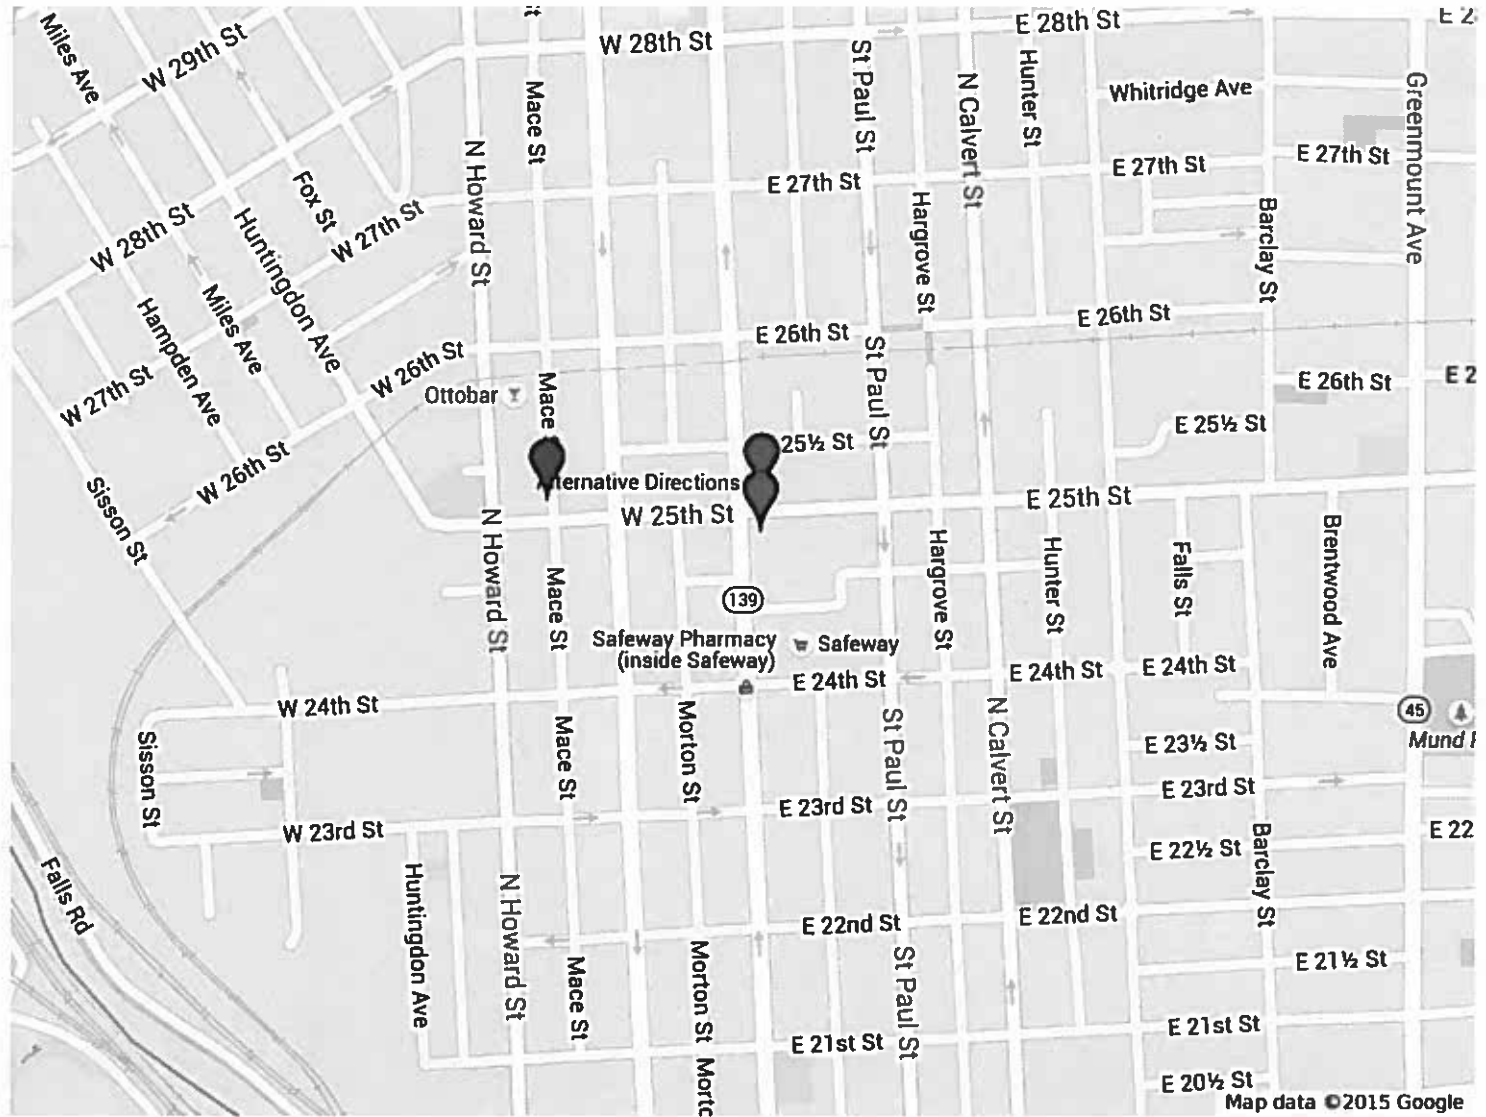 E 28th St
W 28th St
W 29th St
Miles Ave
Mace St
St Paul St
N Calvert St
Hunter St
Whitridge Ave
Greenmount Ave
E 27th St
E 27th St
E 27th St
N Howard St
Fox St
W 27th St
W 28th St
Huntingdon Ave
Hargrove St
Barclay St
Hampden Ave
Miles Ave
E 26th St
E 26th St
W 26th St
W 27th St
St Paul St
E 26th St
E 2
Ottobar
Mace
25½ St
E 25½ St
W 26th St
Sisson St
ternative Directions
W 25th St
E 25th St
N Howard St
Mace St
Hargrove St
Hunter St
Falls St
Brentwood Ave
139
Safeway Pharmacy
(inside Safeway)
Safeway
E 24th St
E 24th St
E 24th St
W 24th St
45
Mund
Sisson St
Mace St
Morton St
St Paul St
N Calvert St
E 23½ St
E 23rd St
E 23rd St
W 23rd St
E 22½ St
E 22
Barclay St
Falls Rd
Huntingdon Ave
N Howard St
E 22nd St
E 22nd St
Mace St
Morton St
St Paul St
E 21½ St
E 21st St
E 21st St
E 20½ St
Map data ©2015 Google